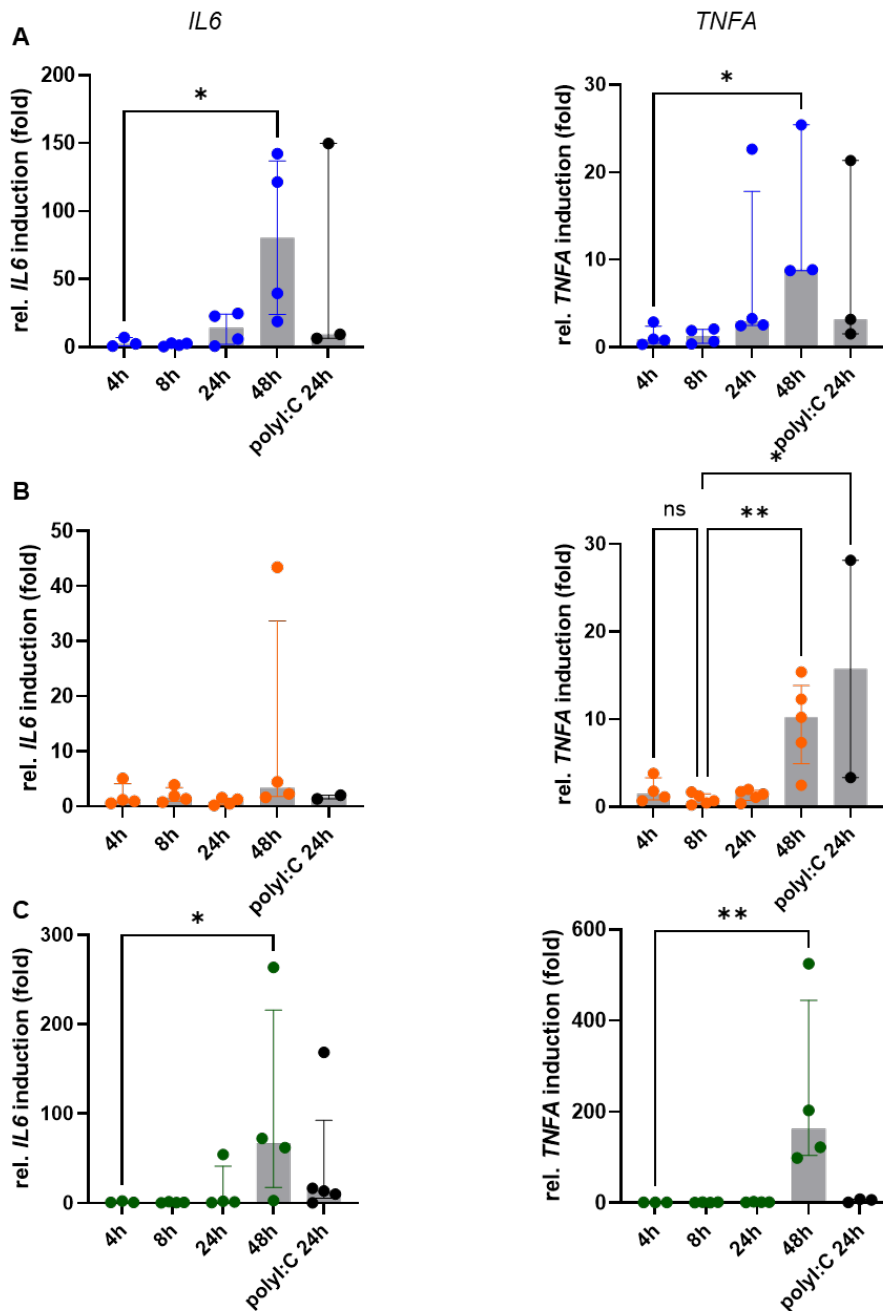 IL6
TNFA
A
rel. IL6 induction (fold)
200
150
100
50
0
*
4h
8h
24h
48h
polyI:C 24h
rel. TNFA induction (fold)
30
20
10
0
*
4h
8h
24h
48h
polyI:C 24h
B
rel. IL6 induction (fold)
50
40
30
20
10
0
4h
8h
24h
48h
polyI:C 24h
rel. TNFA induction (fold)
30
20
10
0
*
ns
**
4h
8h
24h
48h
polyI:C 24h
C
rel. IL6 induction (fold)
300
200
100
0
*
4h
8h
24h
48h
polyI:C 24h
rel. TNFA induction (fold)
600
400
200
0
**
4h
8h
24h
48h
polyI:C 24h